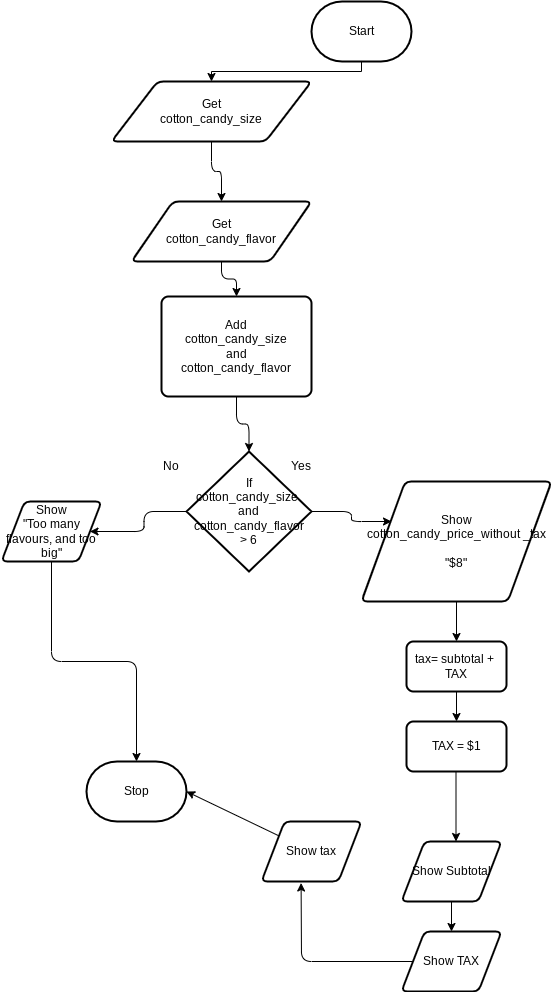 Start
Get
cotton_candy_size
Get
cotton_candy_flavor
Add
cotton_candy_size
and
cotton_candy_flavor
No
Yes
If
cotton_candy_size
and
cotton_candy_flavor
> 6
Show
"Too many
flavours, and too
big"
Show
cotton_candy_price_without _tax
"$8"
tax= subtotal +
TAX
TAX = $1
Stop
Show tax
Show Subtotal
Show TAX